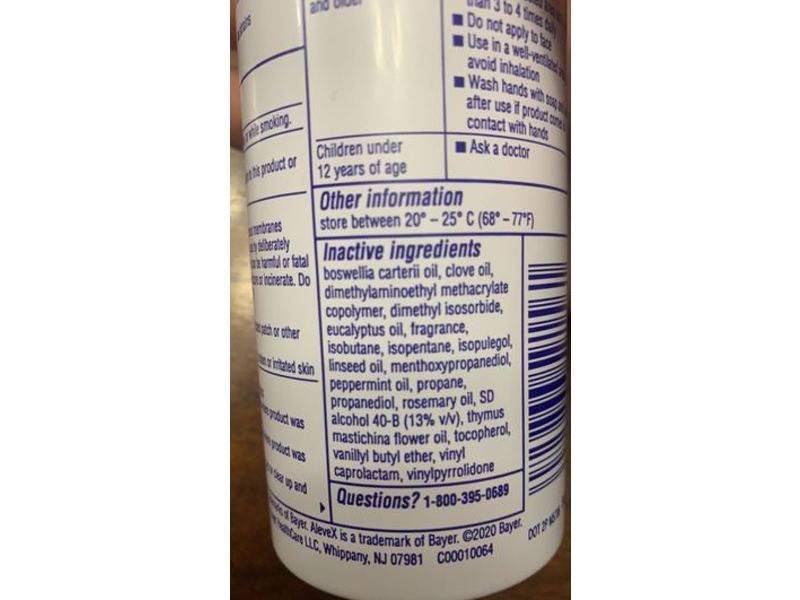 strains
while smoking.
to this product or
membranes
by deliberately
be harmful or fatal
or incinerate. Do
patch or other
or irritated skin
product was
product was
clear up and
and older
than 3 to 4 times daily
■ Do not apply to face
■ Use in a well-ventilated
avoid inhalation
■ Wash hands with soap
after use if product
contact with hands
Children under
12 years of age
■ Ask a doctor
Other information
store between 20° – 25° C (68° – 77°F)
Inactive ingredients
boswellia carterii oil, clove oil,
dimethylaminoethyl methacrylate
copolymer, dimethyl isosorbide,
eucalyptus oil, fragrance,
isobutane, isopentane, isopulegol,
linseed oil, menthoxypropanediol,
peppermint oil, propane,
propanediol, rosemary oil, SD
alcohol 40-B (13% v/v), thymus
mastichina flower oil, tocopherol,
vanillyl butyl ether, vinyl
caprolactam, vinylpyrrolidone
Questions? 1-800-395-0689
of Bayer. AleveX is a trademark of Bayer. ©2020 Bayer.
HealthCare LLC, Whippany, NJ 07981 C00010064
DOT 2P